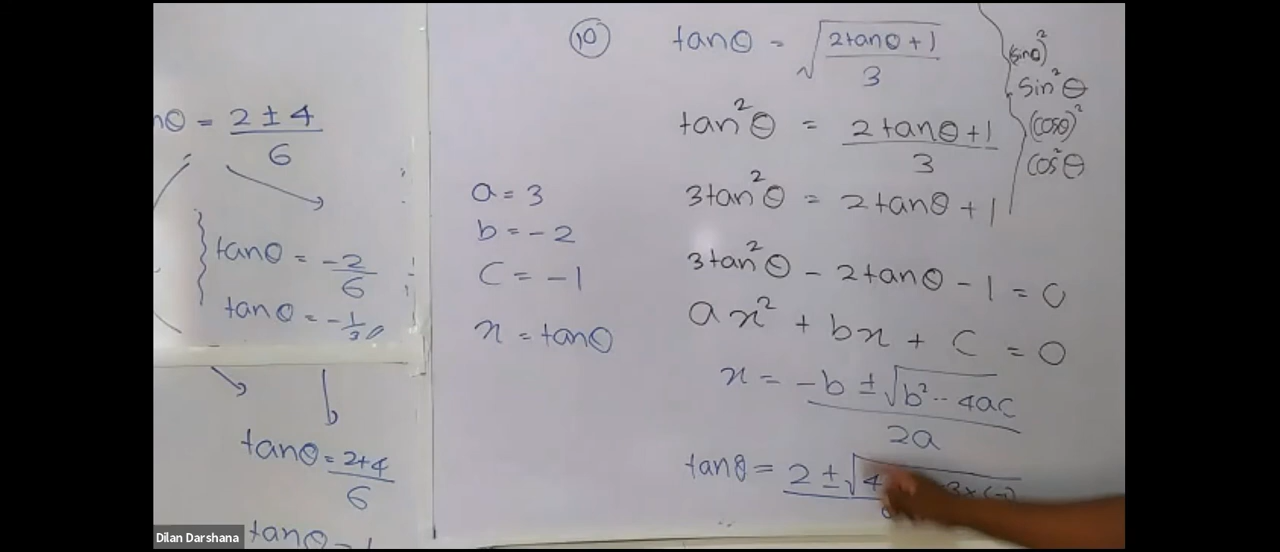 ⑩ tanθ = √(2tanθ + 1 / 3)
tan²θ = 2tanθ + 1 / 3
3tan²θ = 2tanθ + 1
3tan²θ - 2tanθ - 1 = 0
ax² + bx + c = 0
x = -b ± √(b² - 4ac) / 2a
tanθ = 2 ± √4
(sinθ)²
sin²θ
(cosθ)²
cos²θ
a = 3
b = -2
c = -1
x = tanθ
nθ = 2 ± 4 / 6
tanθ = -2 / 6
tanθ = -1/3
tanθ = 2+4 / 6
tanθ = 1
Dilan Darshana